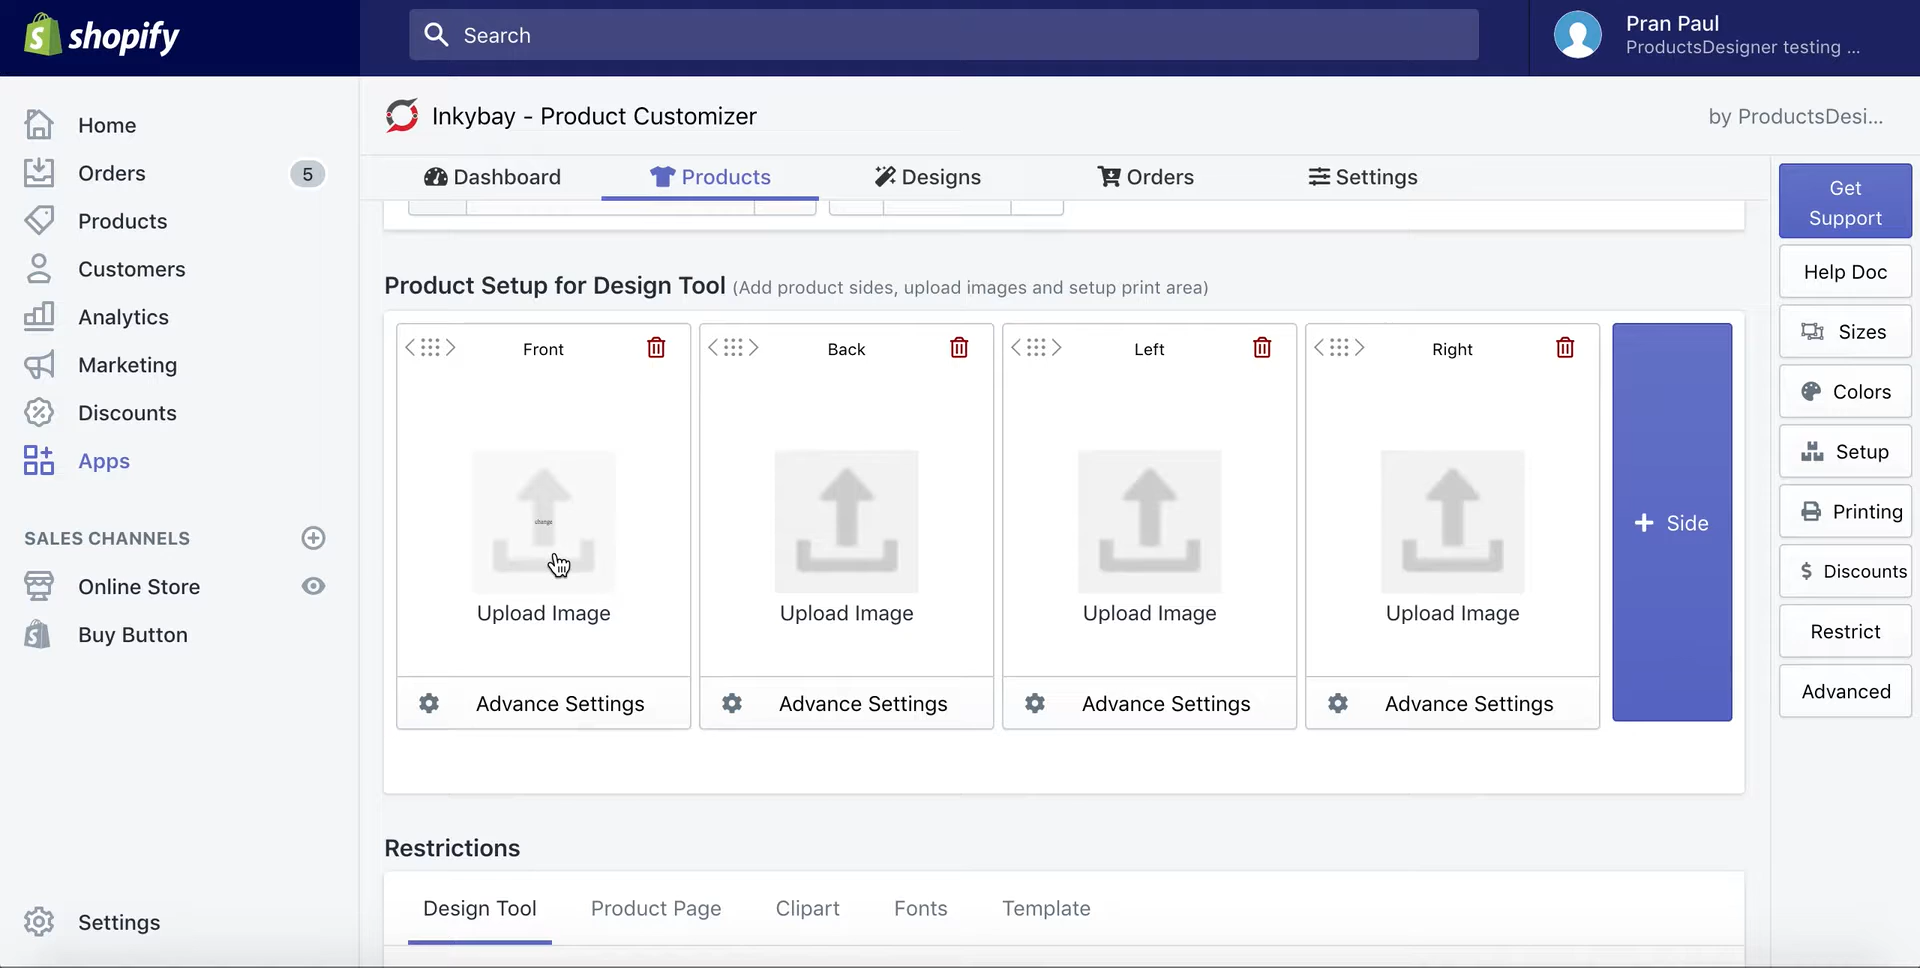 shopify
Search
Pran Paul
ProductsDesigner testing ...
Home
Orders 5
Products
Customers
Analytics
Marketing
Discounts
Apps
SALES CHANNELS
Online Store
Buy Button
Settings
Inkybay - Product Customizer
by ProductsDesi...
Dashboard Products Designs Orders Settings
Product Setup for Design Tool (Add product sides, upload images and setup print area)
Front
change
Upload Image
Advance Settings
Back
Upload Image
Advance Settings
Left
Upload Image
Advance Settings
Right
Upload Image
Advance Settings
+ Side
Restrictions
Design Tool Product Page Clipart Fonts Template
Get
Support
Help Doc
Sizes
Colors
Setup
Printing
$ Discounts
Restrict
Advanced